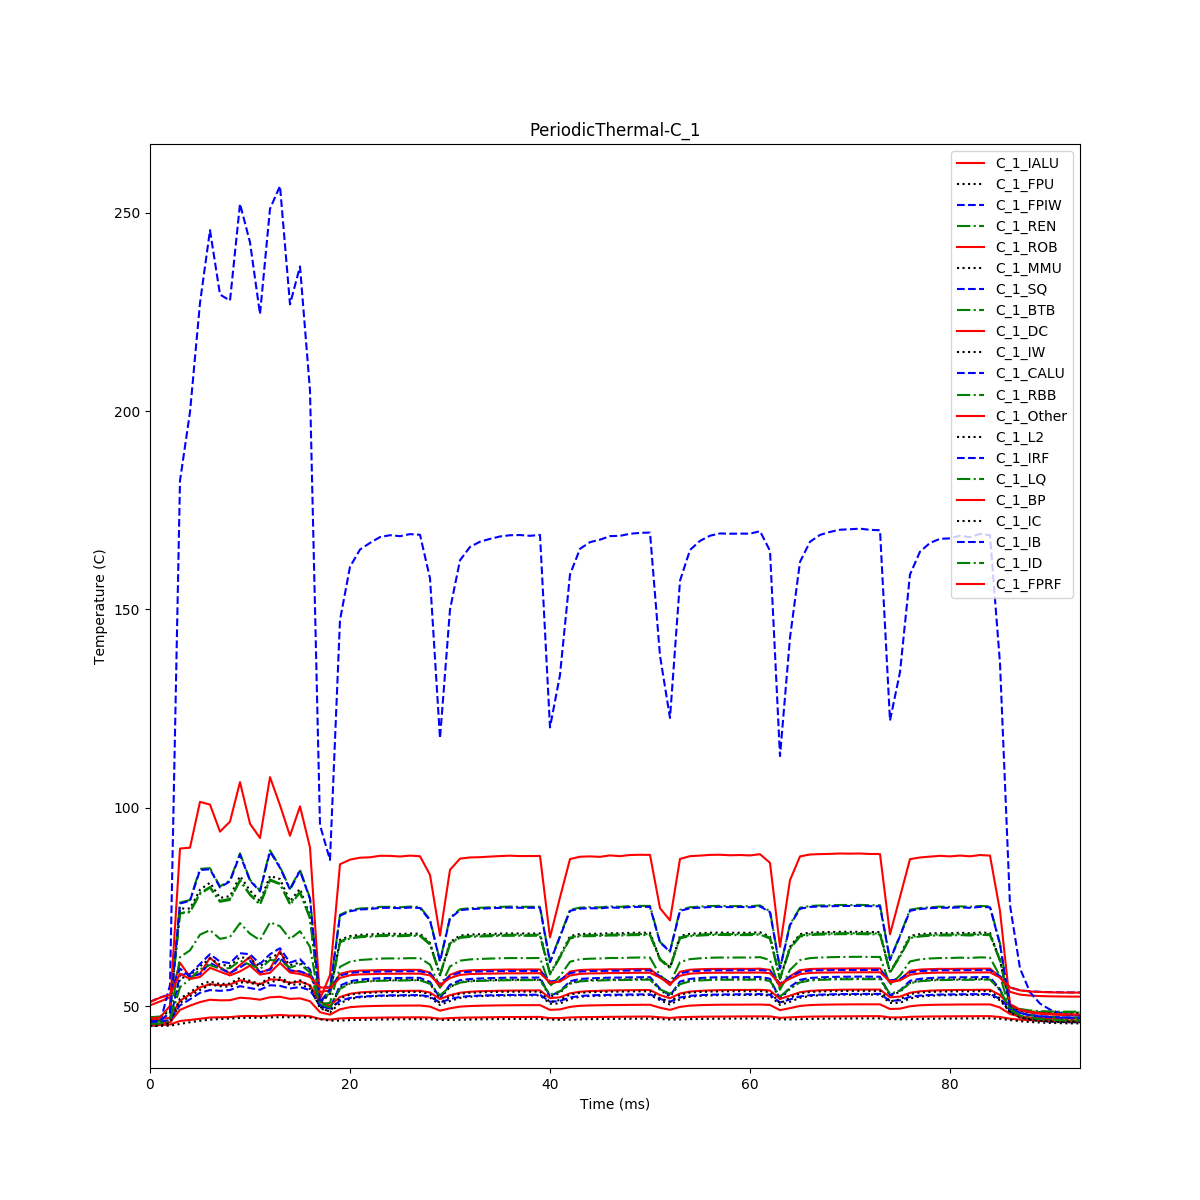 PeriodicThermal-C_1
C_1_IALU
C_1_FPU
C_1_FPIW
C_1_REN
C_1_ROB
C_1_MMU
C_1_SQ
C_1_BTB
C_1_DC
C_1_IW
C_1_CALU
C_1_RBB
C_1_Other
C_1_L2
C_1_IRF
C_1_LQ
C_1_BP
C_1_IC
C_1_IB
C_1_ID
C_1_FPRF
250
200
150
100
50
Temperature (C)
0 20 40 60 80
Time (ms)